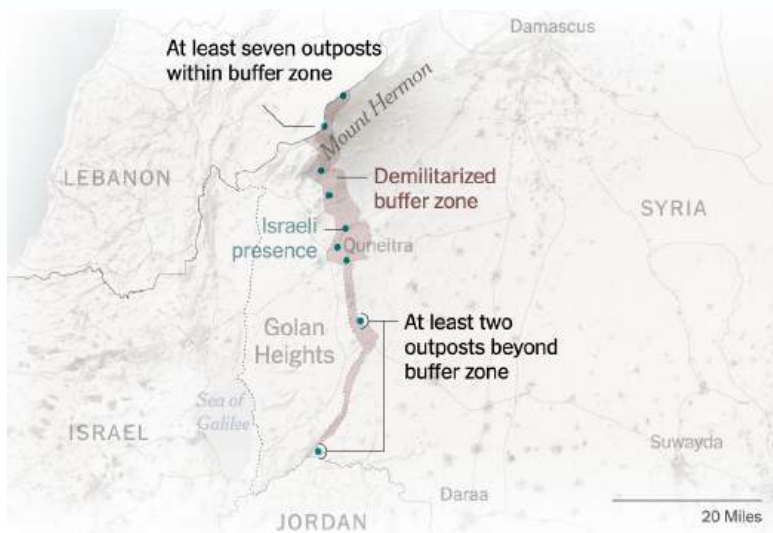 Damascus
At least seven outposts
within buffer zone
Mount Hermon
LEBANON
Demilitarized
buffer zone
SYRIA
Israeli
presence
Quneitra
Golan
Heights
At least two
outposts beyond
buffer zone
Sea of
Galilee
ISRAEL
Suwayda
Daraa
20 Miles
JORDAN